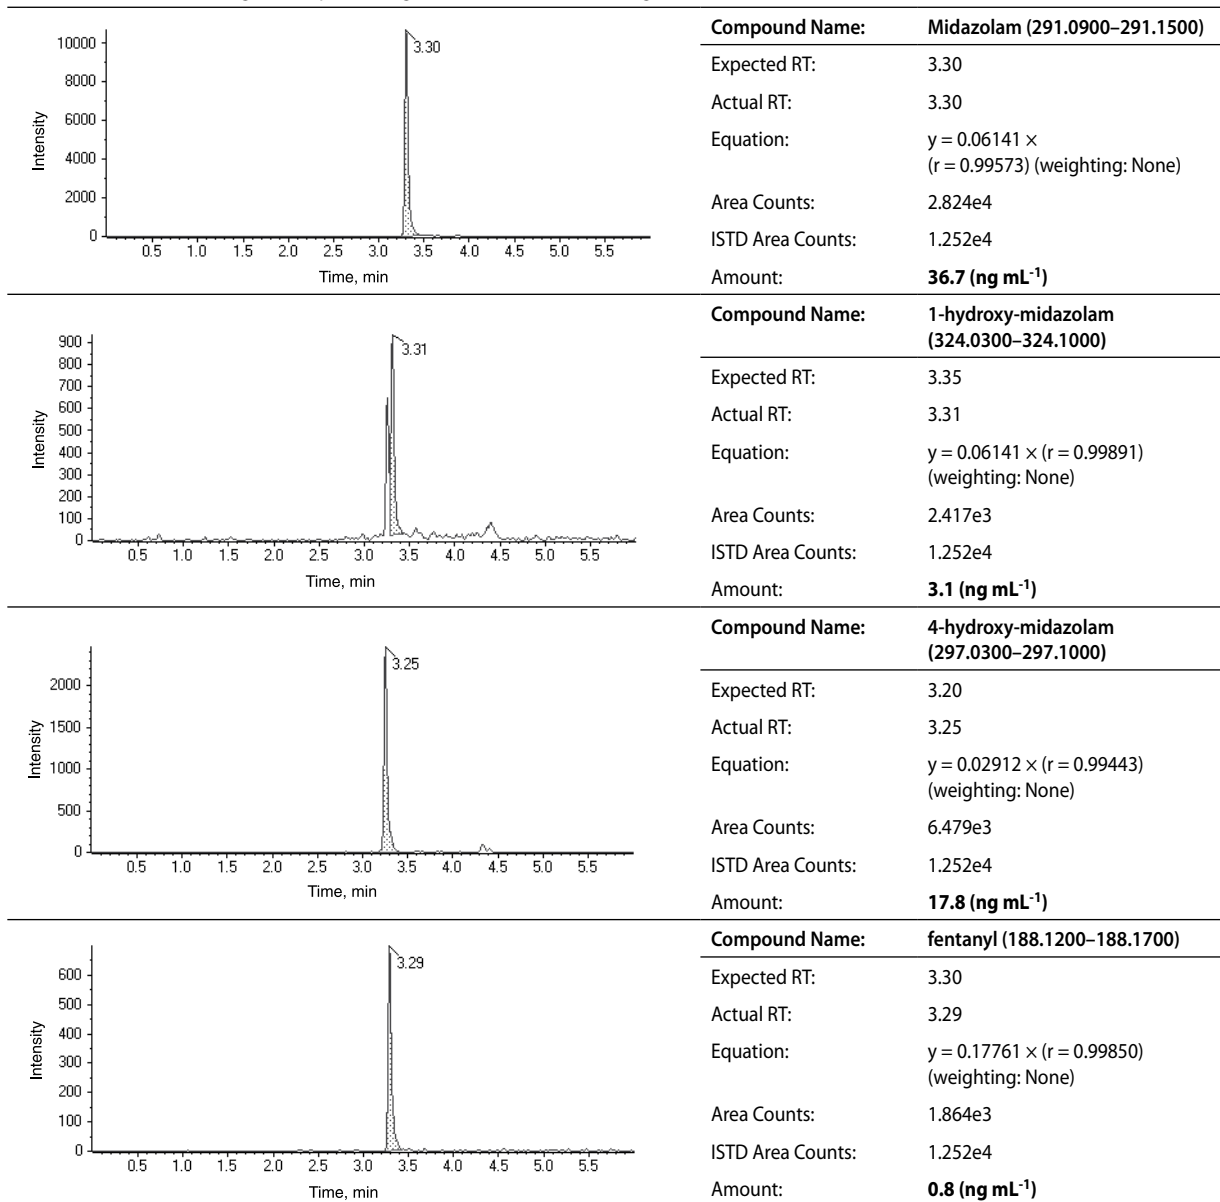 10000
8000
6000
4000
2000
0
Intensity
3.30
0.5 1.0 1.5 2.0 2.5 3.0 3.5 4.0 4.5 5.0 5.5
Time, min
Compound Name: Midazolam (291.0900–291.1500)
Expected RT: 3.30
Actual RT: 3.30
Equation: y = 0.06141 ×
(r = 0.99573) (weighting: None)
Area Counts: 2.824e4
ISTD Area Counts: 1.252e4
Amount: 36.7 (ng mL-1)
900
800
700
600
500
400
300
200
100
0
Intensity
3.31
0.5 1.0 1.5 2.0 2.5 3.0 3.5 4.0 4.5 5.0 5.5
Time, min
Compound Name: 1-hydroxy-midazolam
(324.0300–324.1000)
Expected RT: 3.35
Actual RT: 3.31
Equation: y = 0.06141 × (r = 0.99891)
(weighting: None)
Area Counts: 2.417e3
ISTD Area Counts: 1.252e4
Amount: 3.1 (ng mL-1)
2000
1500
1000
500
0
Intensity
3.25
0.5 1.0 1.5 2.0 2.5 3.0 3.5 4.0 4.5 5.0 5.5
Time, min
Compound Name: 4-hydroxy-midazolam
(297.0300–297.1000)
Expected RT: 3.20
Actual RT: 3.25
Equation: y = 0.02912 × (r = 0.99443)
(weighting: None)
Area Counts: 6.479e3
ISTD Area Counts: 1.252e4
Amount: 17.8 (ng mL-1)
600
500
400
300
200
100
0
Intensity
3.29
0.5 1.0 1.5 2.0 2.5 3.0 3.5 4.0 4.5 5.0 5.5
Time, min
Compound Name: fentanyl (188.1200–188.1700)
Expected RT: 3.30
Actual RT: 3.29
Equation: y = 0.17761 × (r = 0.99850)
(weighting: None)
Area Counts: 1.864e3
ISTD Area Counts: 1.252e4
Amount: 0.8 (ng mL-1)